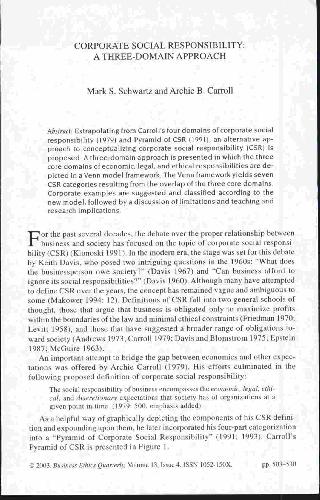 CORPORATE SOCIAL RESPONSIBILITY:
A THREE-DOMAIN APPROACH
Mark S. Schwartz and Archie B. Carroll
Abstract: Extrapolating from Carroll's four domains of corporate social
responsibility (1979) and Pyramid of CSR (1991), an alternative ap-
proach to conceptualizing corporate social responsibility (CSR) is
proposed. A three-domain approach is presented in which the three
core domains of economic, legal, and ethical responsibilities are de-
picted in a Venn model framework. The Venn framework yields seven
CSR categories resulting from the overlap of the three core domains.
Corporate examples are suggested and classified according to the
new model, followed by a discussion of limitations and teaching and
research implications.
For the past several decades, the debate over the proper relationship between
business and society has focused on the topic of corporate social responsi-
bility (CSR) (Klonoski 1991). In the modern era, the stage was set for this debate
by Keith Davis, who posed two intriguing questions in the 1960s: "What does
the businessperson owe society?" (Davis 1967) and "Can business afford to
ignore its social responsibilities?" (Davis 1960). Although many have attempted
to define CSR over the years, the concept has remained vague and ambiguous to
some (Makower 1994: 12). Definitions of CSR fall into two general schools of
thought, those that argue that business is obligated only to maximize profits
within the boundaries of the law and minimal ethical constraints (Friedman 1970;
Levitt 1958), and those that have suggested a broader range of obligations to-
ward society (Andrews 1973; Carroll 1979; Davis and Blomstrom 1975; Epstein
1987; McGuire 1963).
An important attempt to bridge the gap between economics and other expec-
tations was offered by Archie Carroll (1979). His efforts culminated in the
following proposed definition of corporate social responsibility:
The social responsibility of business encompasses the economic, legal, ethi-
cal, and discretionary expectations that society has of organizations at a
given point in time. (1979: 500, emphasis added)
As a helpful way of graphically depicting the components of his CSR defini-
tion and expounding upon them, he later incorporated his four-part categorization
into a "Pyramid of Corporate Social Responsibility" (1991; 1993). Carroll's
Pyramid of CSR is presented in Figure 1.
© 2003. Business Ethics Quarterly, Volume 13, Issue 4. ISSN 1052-150X. pp. 503–530